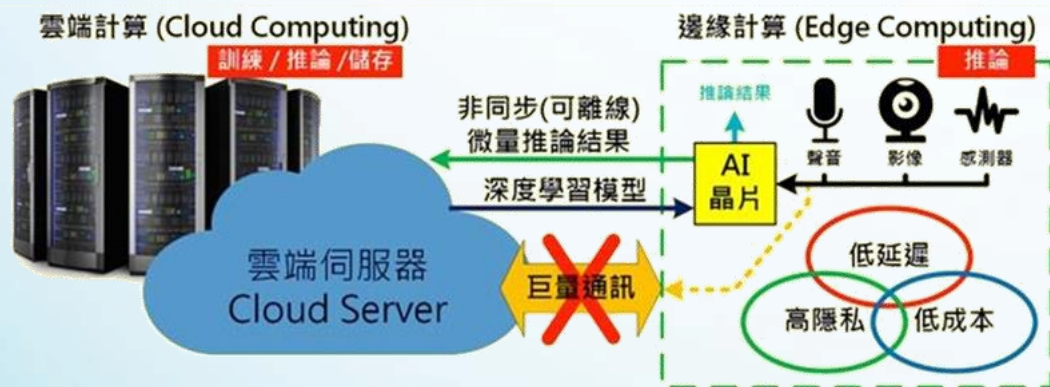 雲端計算 (Cloud Computing)
訓練 / 推論 /儲存
邊緣計算 (Edge Computing)
推論
非同步(可離線)
微量推論結果
深度學習模型
雲端伺服器
Cloud Server
巨量通訊
推論結果
AI
晶片
聲音
影像
感測器
低延遲
高隱私
低成本